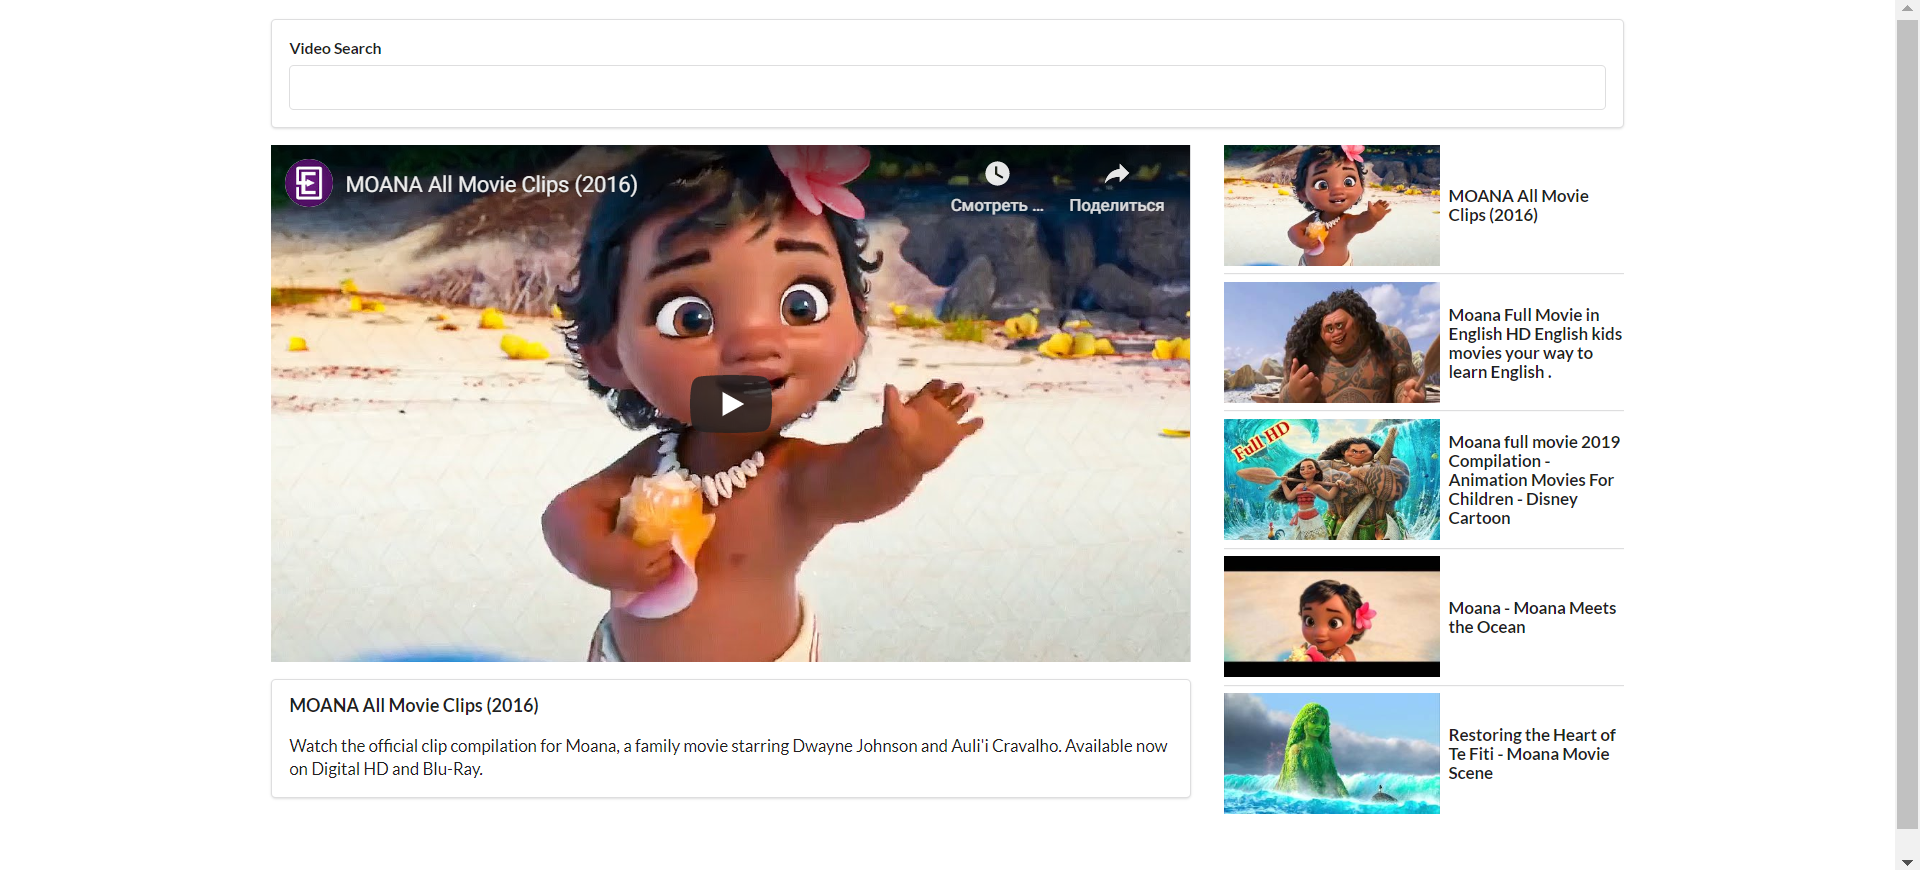 Video Search
MOANA All Movie Clips (2016)
Смотреть ...
Поделиться
MOANA All Movie Clips (2016)
Watch the official clip compilation for Moana, a family movie starring Dwayne Johnson and Auli'i Cravalho. Available now
on Digital HD and Blu-Ray.
MOANA All Movie
Clips (2016)
Moana Full Movie in
English HD English kids
movies your way to
learn English .
Full HD
Moana full movie 2019
Compilation -
Animation Movies For
Children - Disney
Cartoon
Moana - Moana Meets
the Ocean
Restoring the Heart of
Te Fiti - Moana Movie
Scene